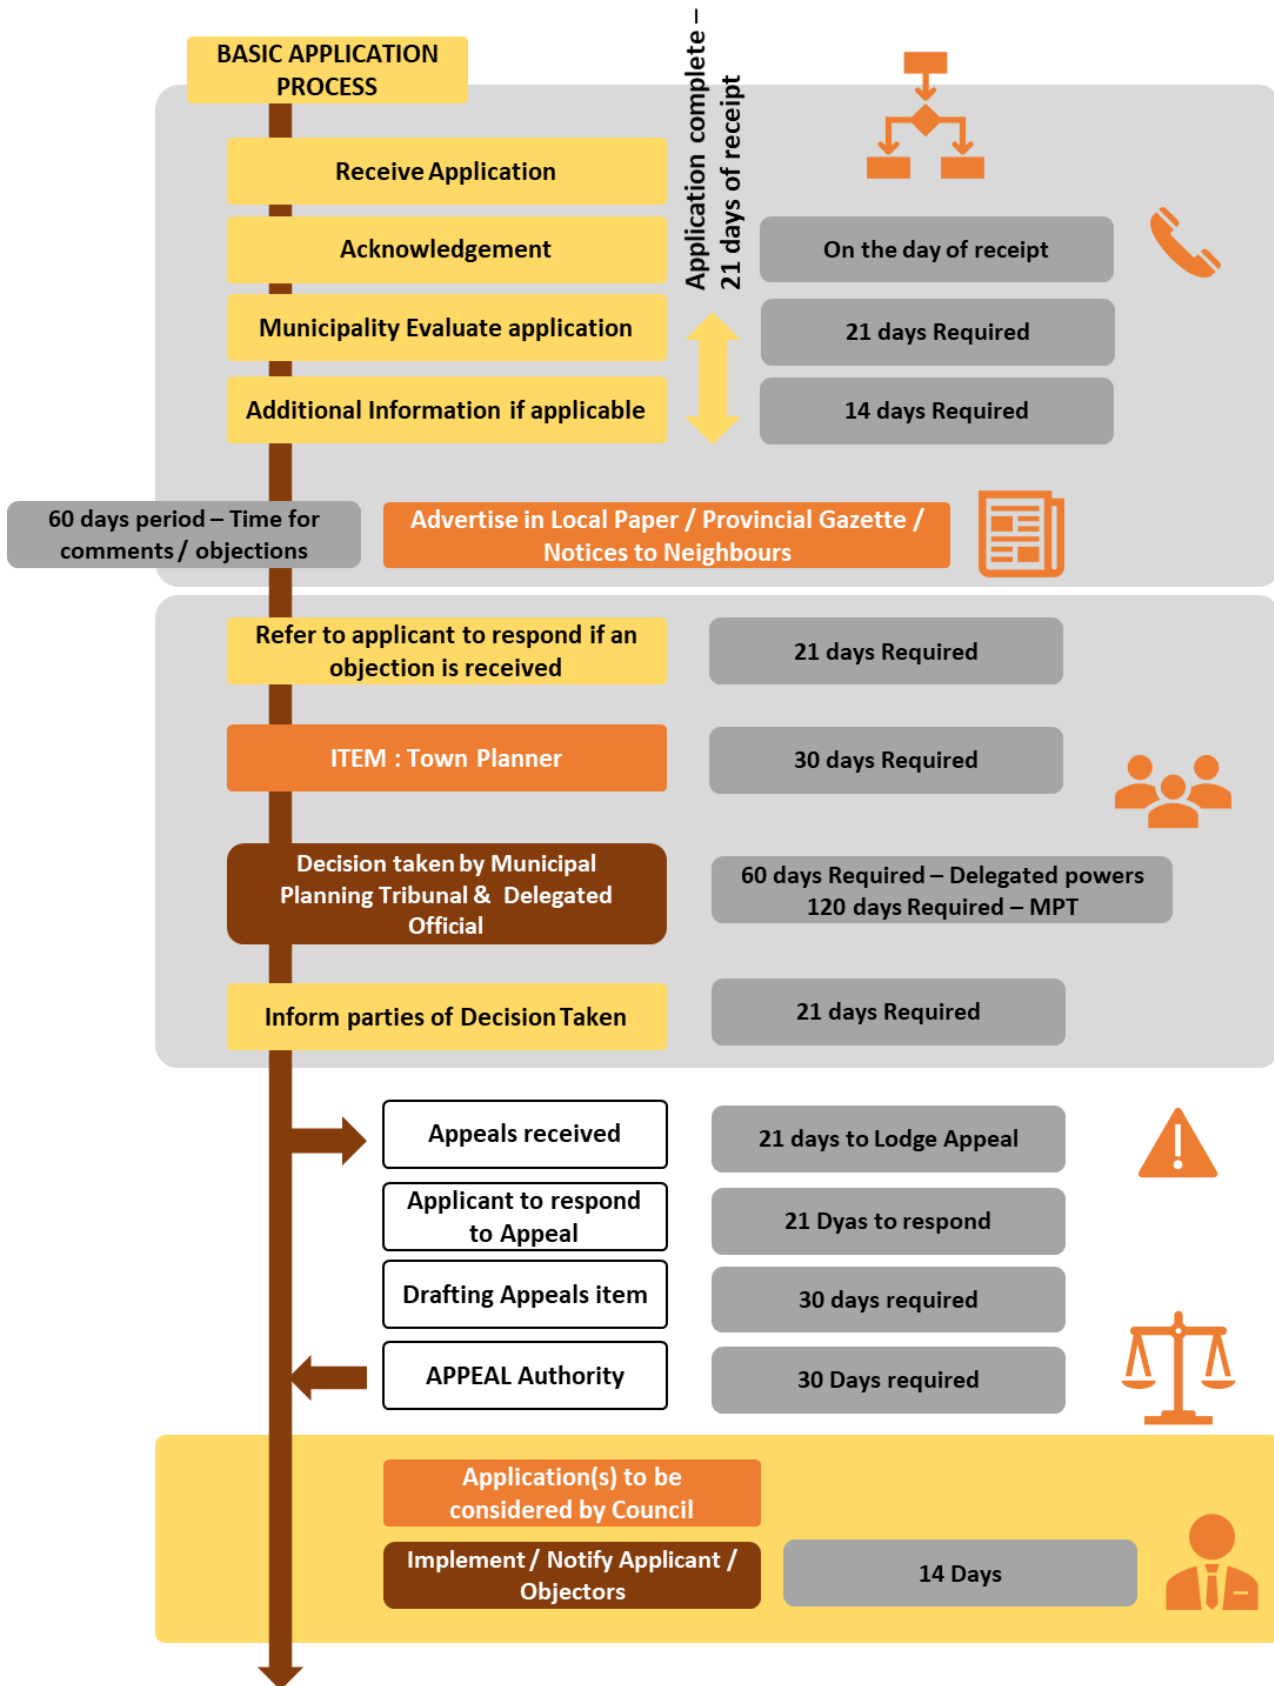 BASIC APPLICATION
PROCESS
Application complete –
21 days of receipt
Receive Application
Acknowledgement
On the day of receipt
Municipality Evaluate application
21 days Required
Additional Information if applicable
14 days Required
60 days period – Time for
comments / objections
Advertise in Local Paper / Provincial Gazette /
Notices to Neighbours
Refer to applicant to respond if an
objection is received
21 days Required
ITEM : Town Planner
30 days Required
Decision taken by Municipal
Planning Tribunal & Delegated
Official
60 days Required – Delegated powers
120 days Required – MPT
Inform parties of Decision Taken
21 days Required
Appeals received
21 days to Lodge Appeal
Applicant to respond
to Appeal
21 Dyas to respond
Drafting Appeals item
30 days required
APPEAL Authority
30 Days required
Application(s) to be
considered by Council
Implement / Notify Applicant /
Objectors
14 Days